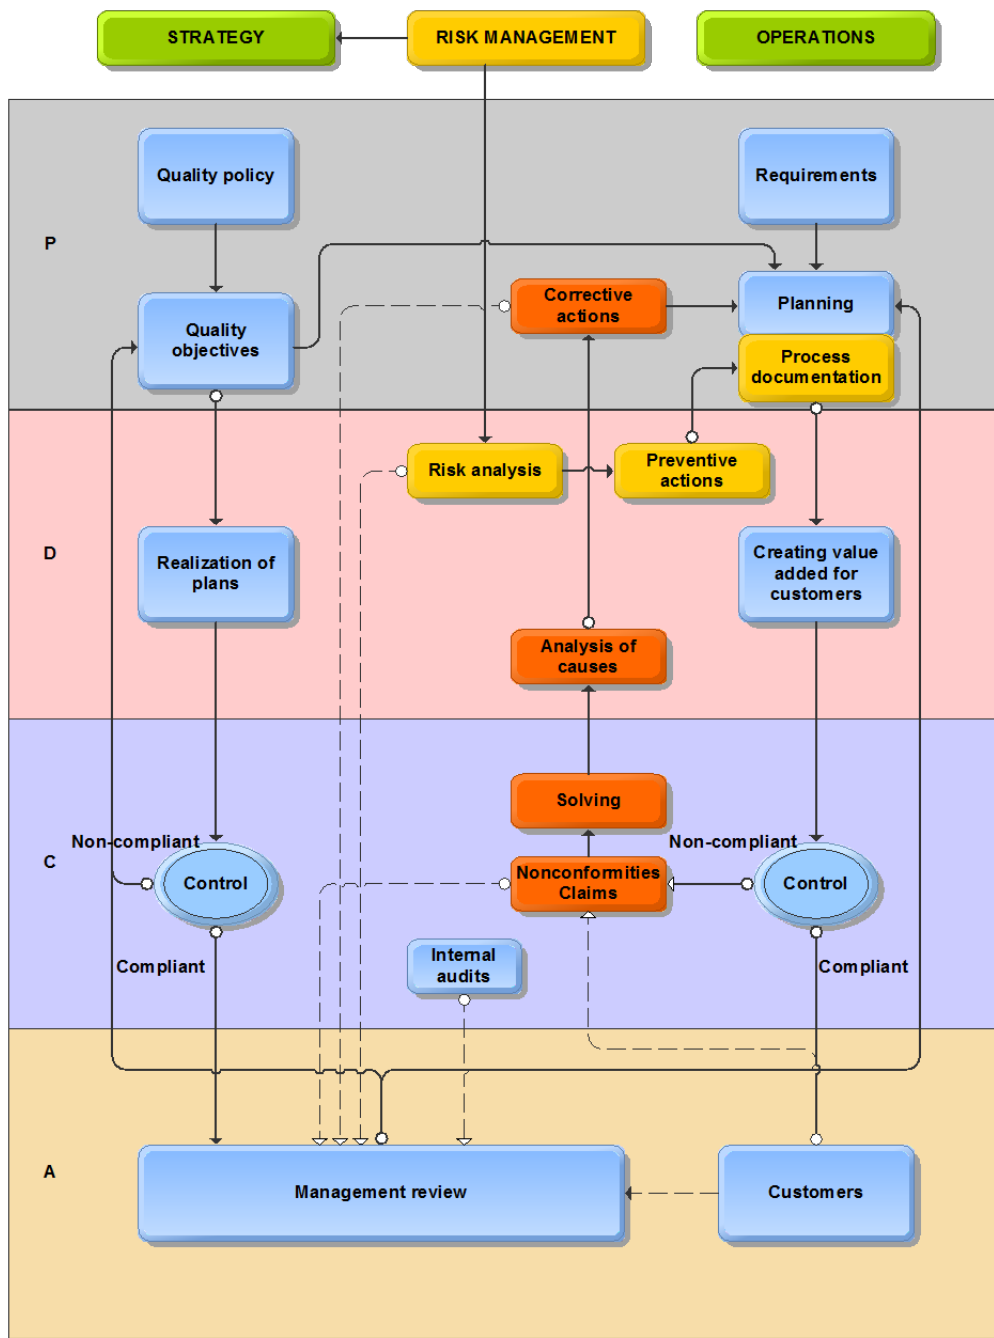 STRATEGY
RISK MANAGEMENT
OPERATIONS
P
Quality policy
Requirements
Quality
objectives
Corrective
actions
Planning
Process
documentation
D
Risk analysis
Preventive
actions
Realization of
plans
Creating value
added for
customers
Analysis of
causes
C
Solving
Non-compliant
Control
Nonconformities
Claims
Non-compliant
Control
Compliant
Internal
audits
Compliant
A
Management review
Customers